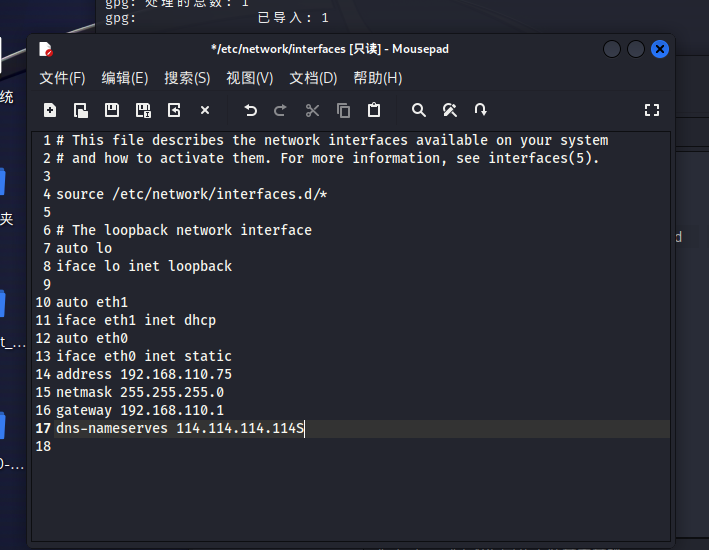 gpg: 处理的总数: 1
gpg: 已导入: 1
*/etc/network/interfaces [只读] - Mousepad
文件(F) 编辑(E) 搜索(S) 视图(V) 文档(D) 帮助(H)
1 # This file describes the network interfaces available on your system
2 # and how to activate them. For more information, see interfaces(5).
3
4 source /etc/network/interfaces.d/*
5
6 # The loopback network interface
7 auto lo
8 iface lo inet loopback
9
10 auto eth1
11 iface eth1 inet dhcp
12 auto eth0
13 iface eth0 inet static
14 address 192.168.110.75
15 netmask 255.255.255.0
16 gateway 192.168.110.1
17 dns-nameserves 114.114.114.114S
18
统
夹
t_...
0-...
d